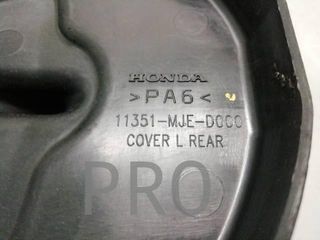 HONDA
>PA6<
11351-MJE-D000
COVER L REAR
PRO